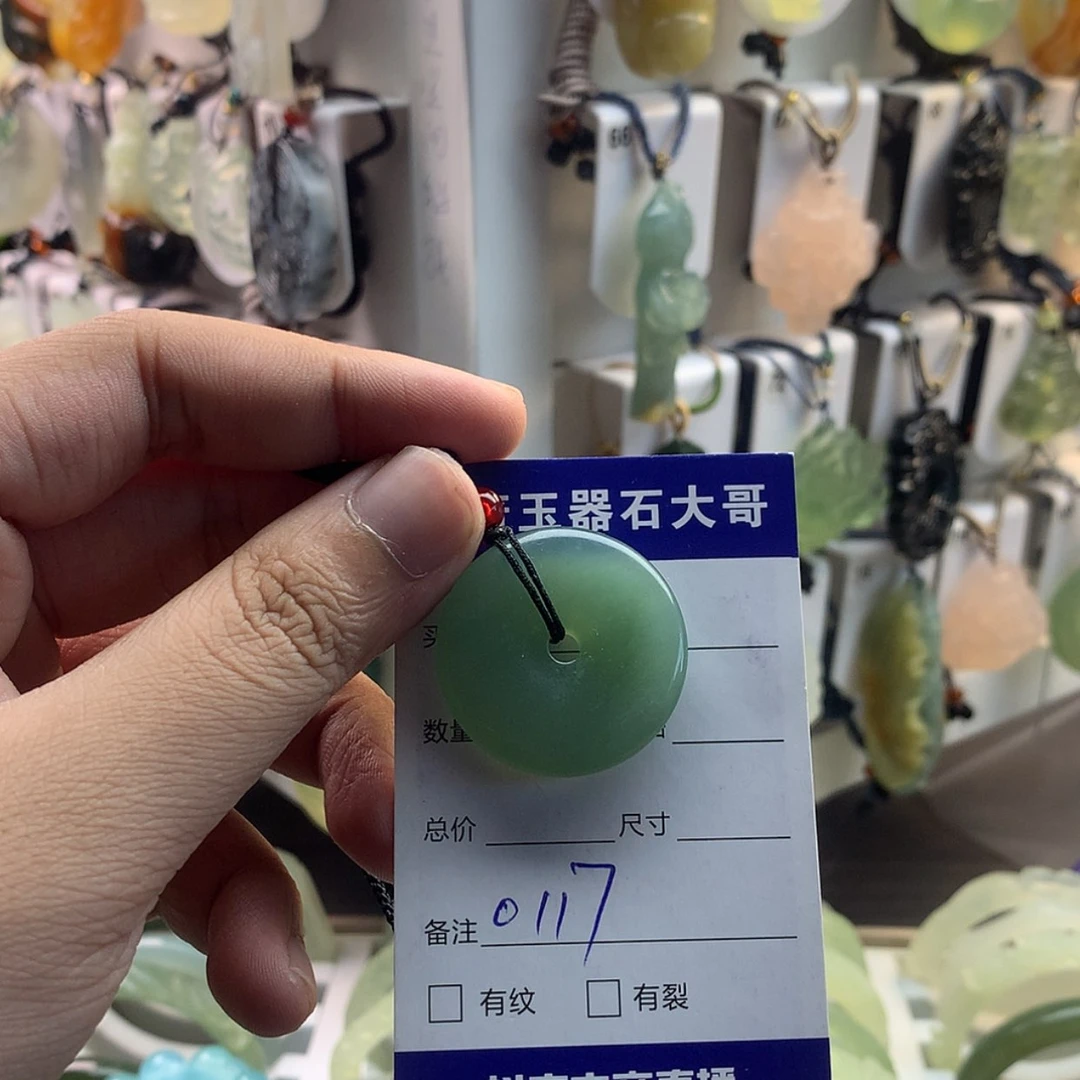 玉器石大哥
数量
总价 尺寸
备注 0117
有纹 有裂